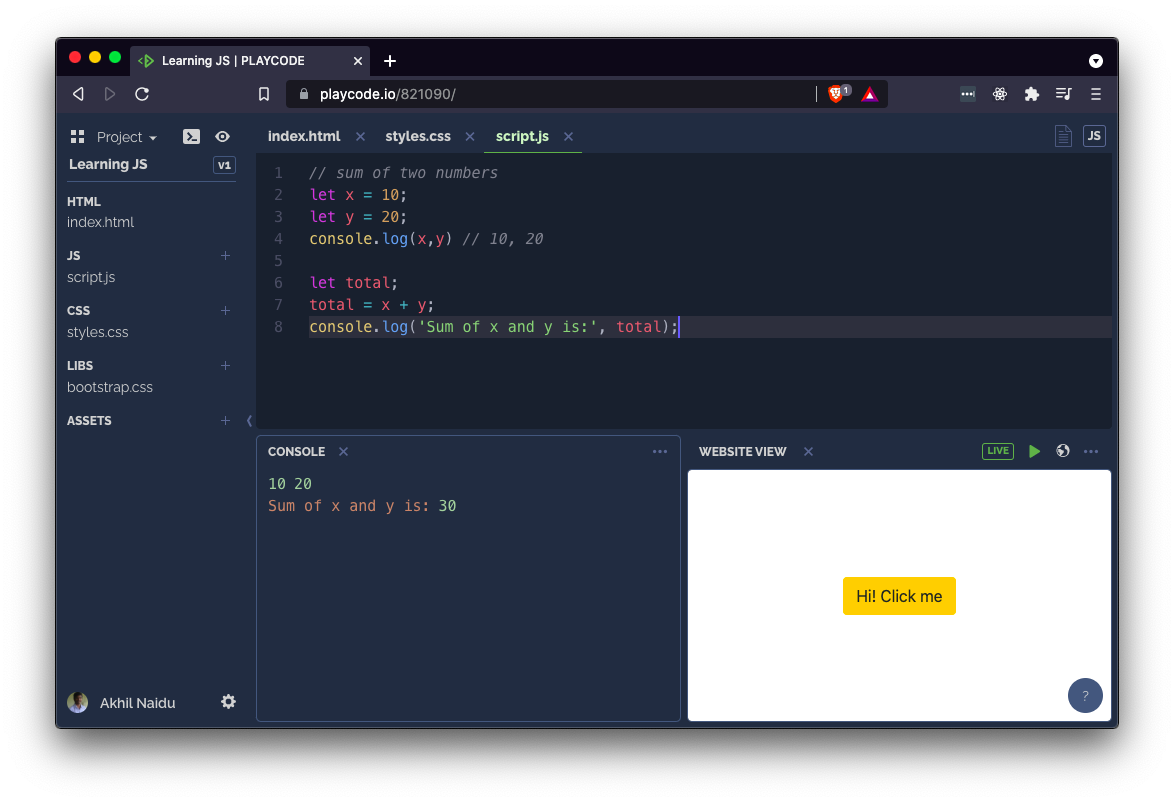 Learning JS | PLAYCODE
playcode.io/821090/
1
Project
Learning JS
v1
HTML
index.html
JS
script.js
CSS
styles.css
LIBS
bootstrap.css
ASSETS
Akhil Naidu
index.html styles.css script.js
JS
1 // sum of two numbers
2 let x = 10;
3 let y = 20;
4 console.log(x,y) // 10, 20
5
6 let total;
7 total = x + y;
8 console.log('Sum of x and y is:', total);
CONSOLE
10 20
Sum of x and y is: 30
WEBSITE VIEW
LIVE
Hi! Click me
?